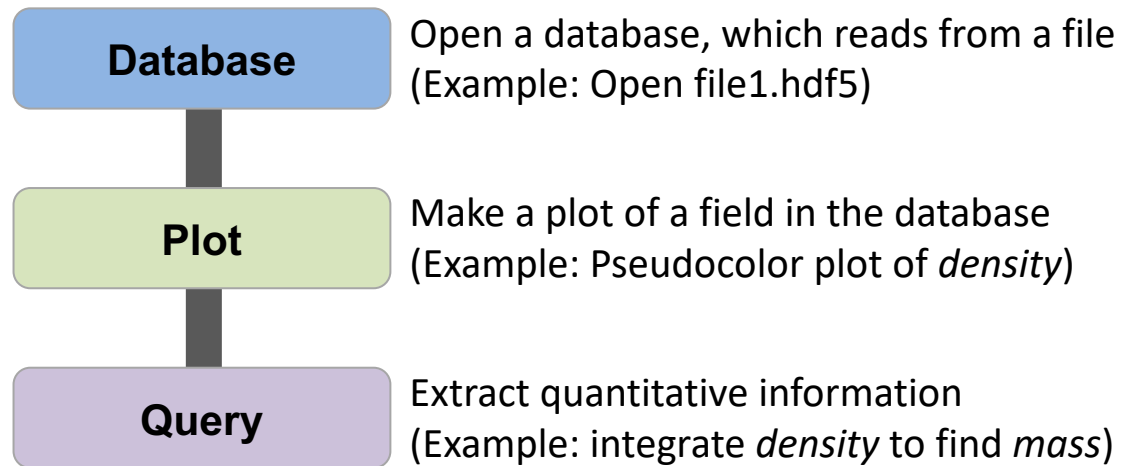 Database
Open a database, which reads from a file
(Example: Open file1.hdf5)
Plot
Make a plot of a field in the database
(Example: Pseudocolor plot of density)
Query
Extract quantitative information
(Example: integrate density to find mass)